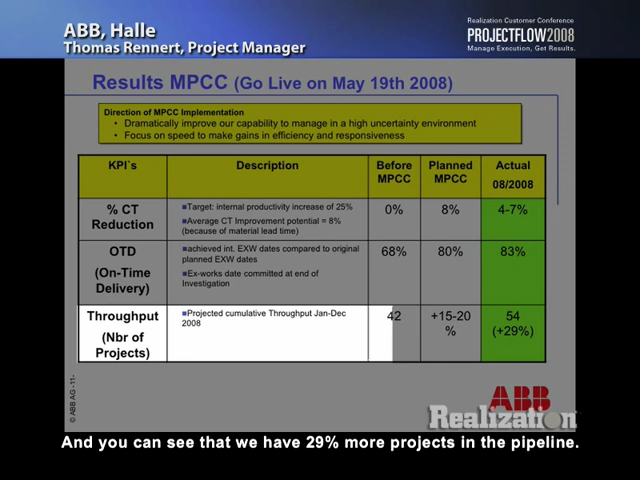 ABB, Halle
Thomas Rennert, Project Manager
Realization Customer Conference
PROJECTFLOW2008
Manage Execution, Get Results.
Results MPCC (Go Live on May 19th 2008)
Direction of MPCC Implementation
• Dramatically improve our capability to manage in a high uncertainty environment
• Focus on speed to make gains in efficiency and responsiveness
KPI`s Description Before MPCC Planned MPCC Actual 08/2008
% CT Reduction
■Target: internal productivity increase of 25%
■Average CT Improvement potential = 8% (because of material lead time)
0% 8% 4-7%
OTD (On-Time Delivery)
■achieved int. EXW dates compared to original planned EXW dates
■Ex-works date committed at end of Investigation
68% 80% 83%
Throughput (Nbr of Projects)
■Projected cumulative Throughput Jan-Dec 2008
42 +15-20 % 54 (+29%)
© ABB AG - 11 -
ABB
Realization
And you can see that we have 29% more projects in the pipeline.